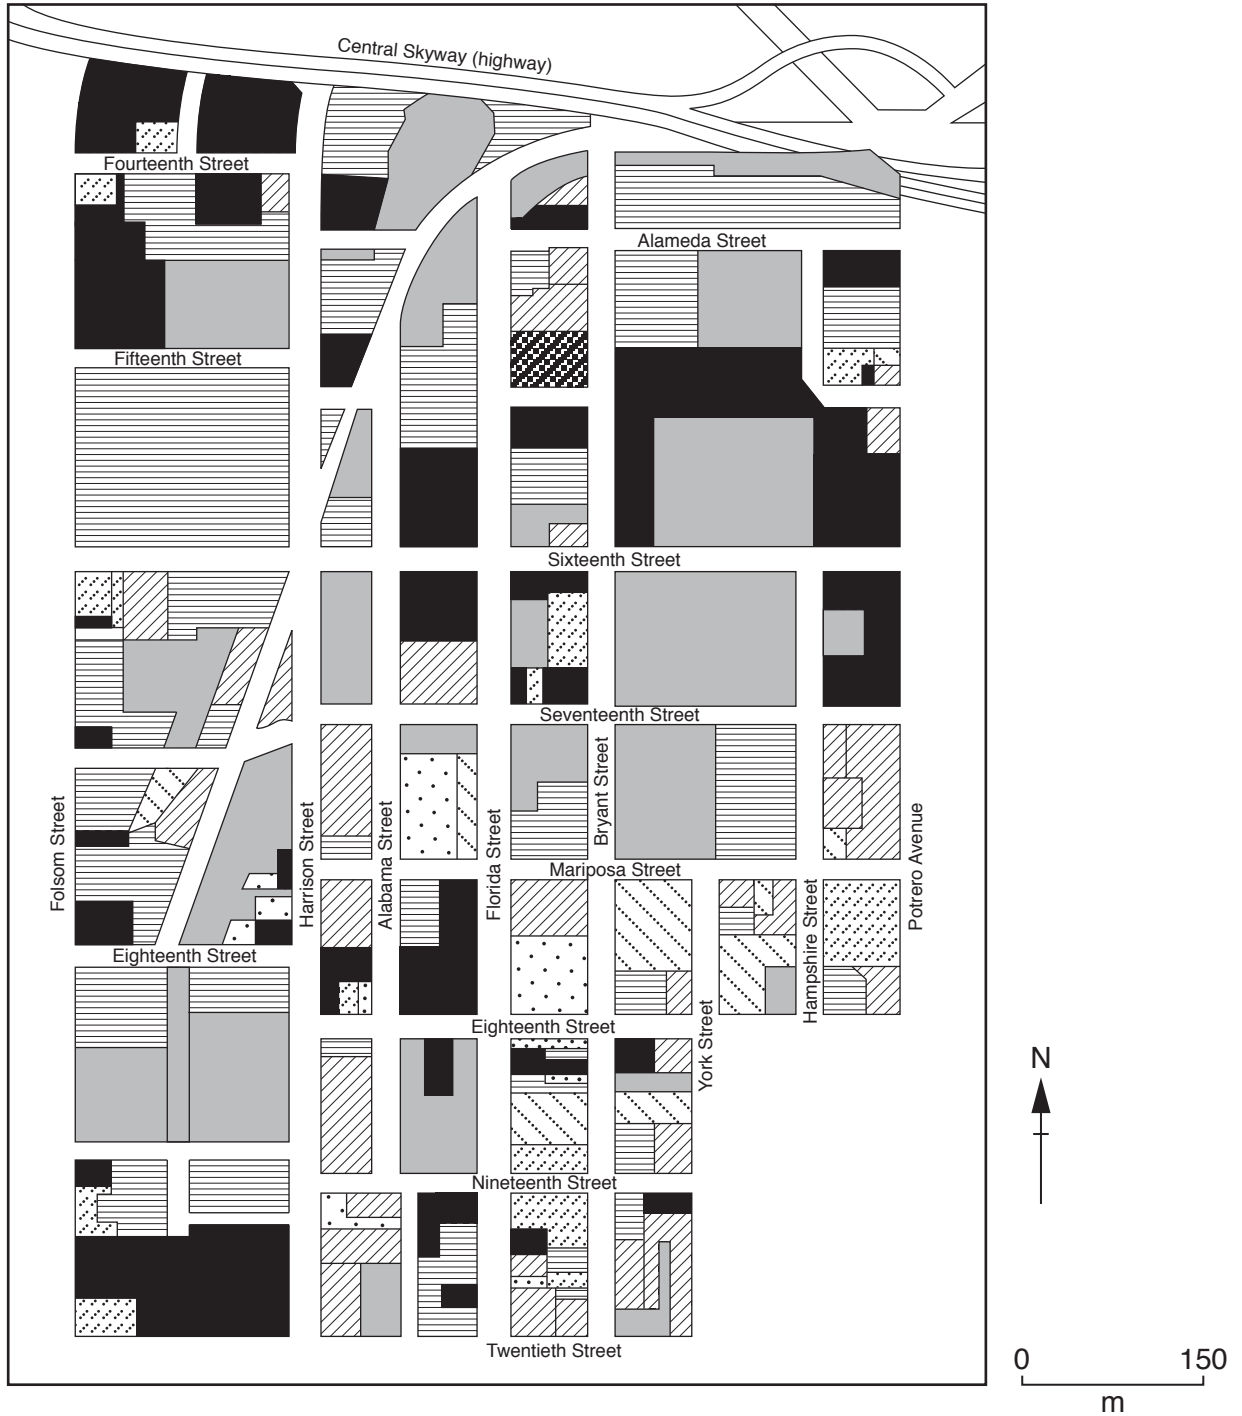 Central Skyway (highway)
Fourteenth Street
Alameda Street
Fifteenth Street
Sixteenth Street
Seventeenth Street
Folsom Street
Harrison Street
Alabama Street
Florida Street
Bryant Street
Mariposa Street
Hampshire Street
Potrero Avenue
Eighteenth Street
Eighteenth Street
York Street
Nineteenth Street
Twentieth Street
N
0 150
m